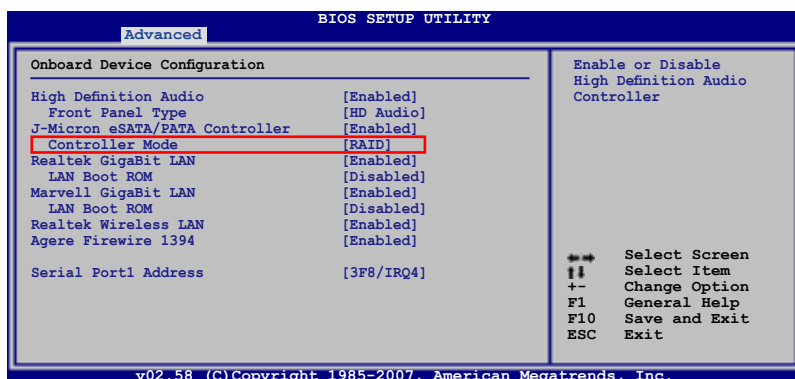 BIOS SETUP UTILITY
Advanced
Onboard Device Configuration
High Definition Audio [Enabled]
Front Panel Type [HD Audio]
J-Micron eSATA/PATA Controller [Enabled]
Controller Mode [RAID]
Realtek GigaBit LAN [Enabled]
LAN Boot ROM [Disabled]
Marvell GigaBit LAN [Enabled]
LAN Boot ROM [Disabled]
Realtek Wireless LAN [Enabled]
Agere Firewire 1394 [Enabled]
Serial Port1 Address [3F8/IRQ4]
Enable or Disable
High Definition Audio
Controller
←→ Select Screen
↑↓ Select Item
+- Change Option
F1 General Help
F10 Save and Exit
ESC Exit
v02.58 (C)Copyright 1985-2007, American Megatrends, Inc.